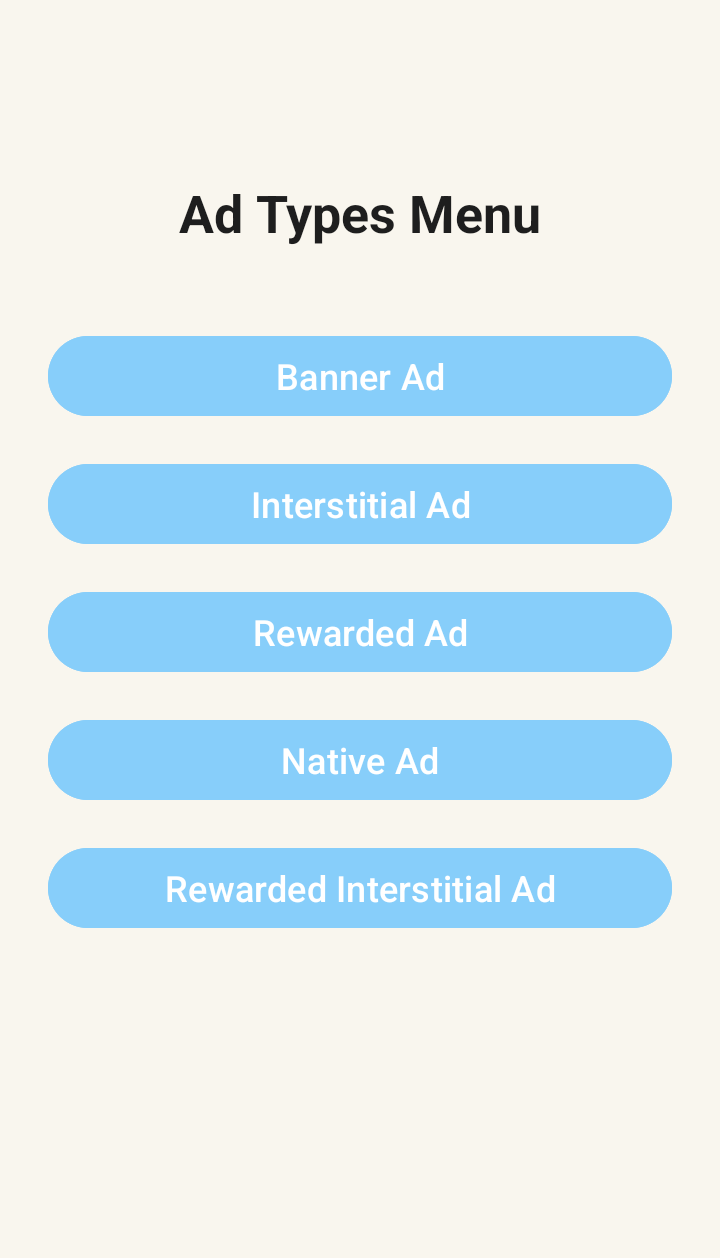 Ad Types Menu
Banner Ad
Interstitial Ad
Rewarded Ad
Native Ad
Rewarded Interstitial Ad